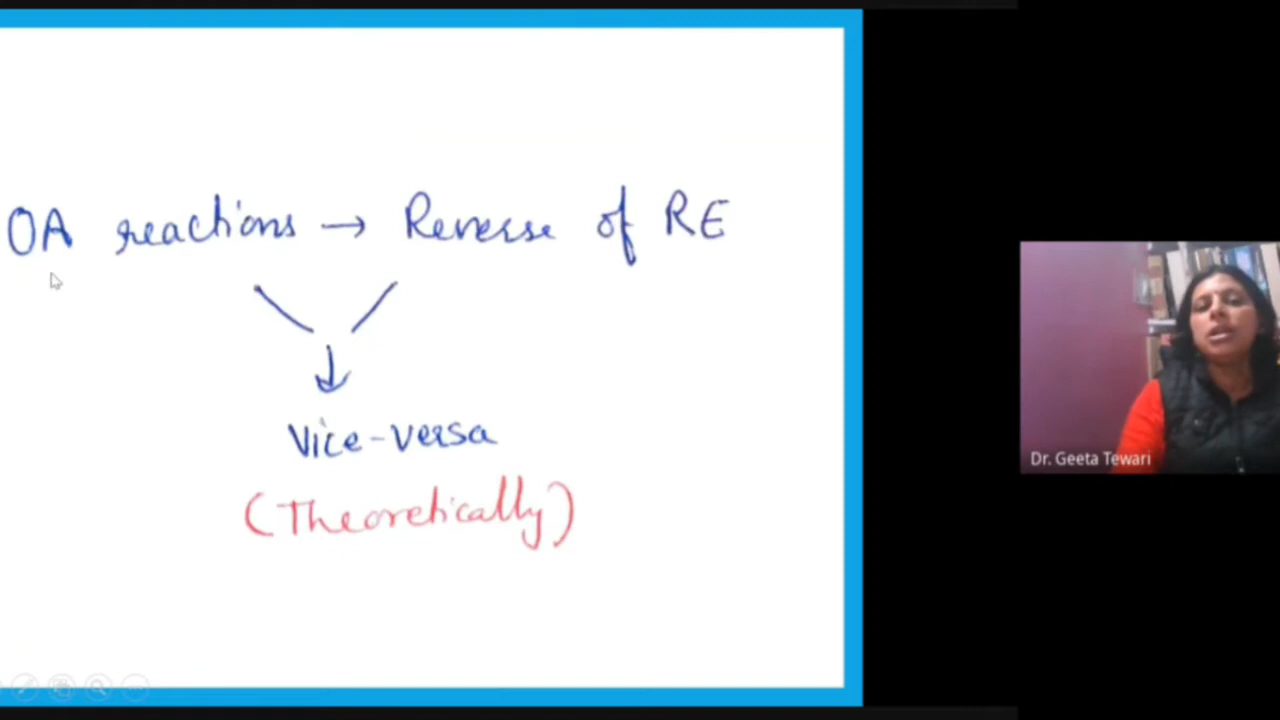 OA reactions → Reverse of RE
Vice-versa
(Theoretically)
Dr. Geeta Tewari